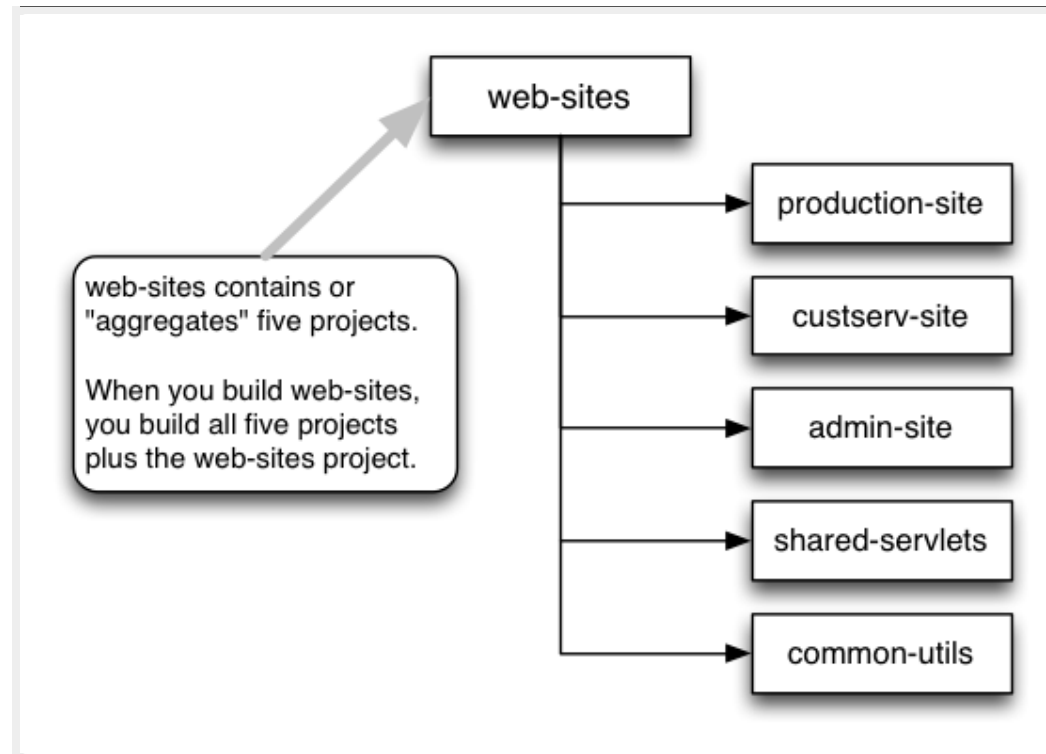 web-sites
production-site
web-sites contains or
"aggregates" five projects.
When you build web-sites,
you build all five projects
plus the web-sites project.
custserv-site
admin-site
shared-servlets
common-utils